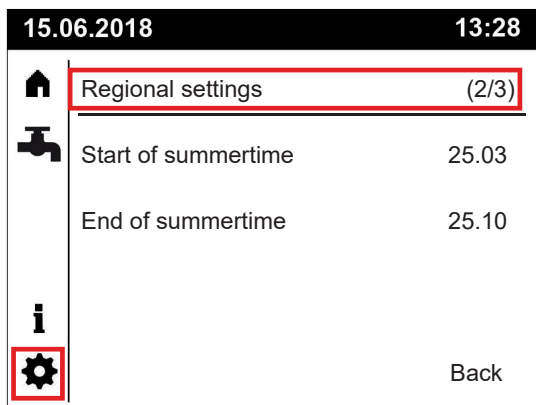 15.06.2018 13:28
Regional settings (2/3)
Start of summertime 25.03
End of summertime 25.10
i
Back